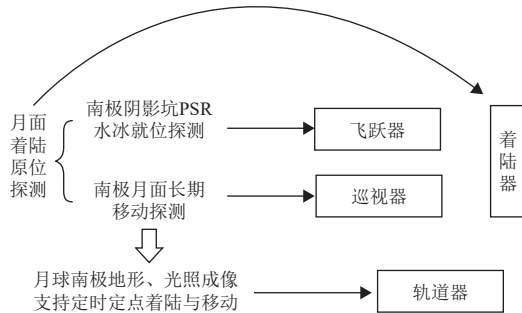 月面
着陆
原位
探测
南极阴影坑PSR
水冰就位探测
飞跃器
南极月面长期
移动探测
巡视器
着
陆
器
月球南极地形、光照成像
支持定时定点着陆与移动
轨道器